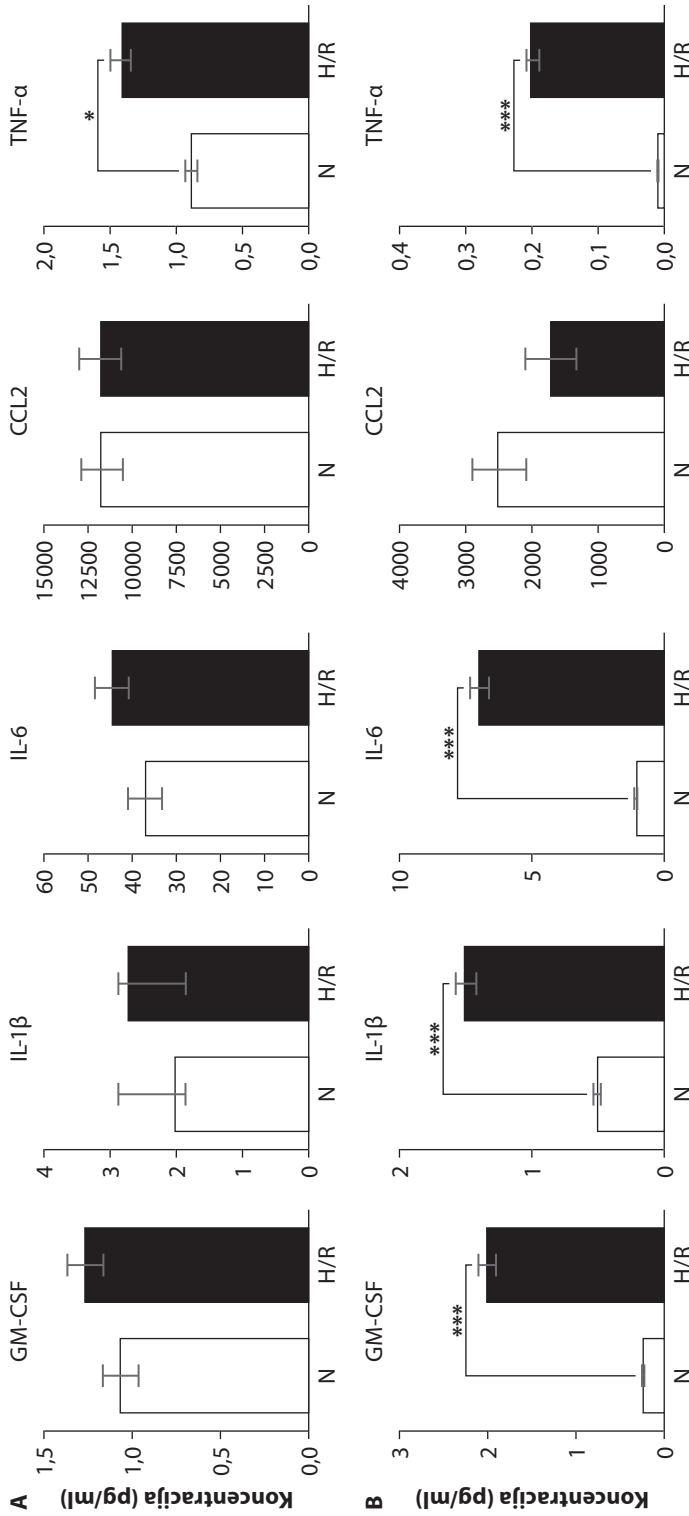 A
Koncentracija (pg/ml)
GM-CSF
1,5
1,0
0,5
0,0
N
H/R
IL-1β
4
3
2
1
0
N
H/R
IL-6
60
50
40
30
20
10
0
N
H/R
CCL2
15000
12500
10000
7500
5000
2500
0
N
H/R
TNF-α
2,0
1,5
1,0
0,5
0,0
*
N
H/R
B
Koncentracija (pg/ml)
GM-CSF
3
2
1
0
***
N
H/R
IL-1β
2
1
0
***
N
H/R
IL-6
10
5
0
***
N
H/R
CCL2
4000
3000
2000
1000
0
N
H/R
TNF-α
0,4
0,3
0,2
0,1
0,0
***
N
H/R